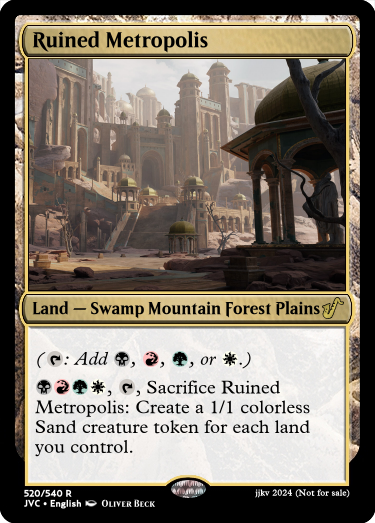 Ruined Metropolis
Land — Swamp Mountain Forest Plains
( : Add , , , or .)
, , Sacrifice Ruined
Metropolis: Create a 1/1 colorless
Sand creature token for each land
you control.
520/540 R
JVC • English Oliver Beck
jjkv 2024 (Not for sale)